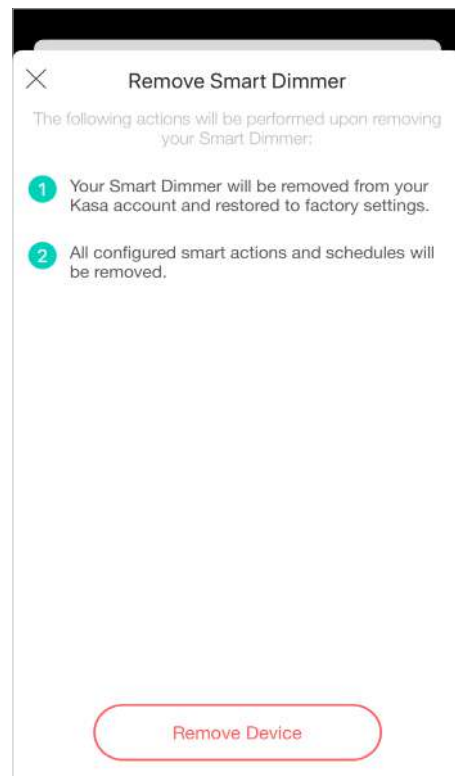 Remove Smart Dimmer
The following actions will be performed upon removing
your Smart Dimmer:
1 Your Smart Dimmer will be removed from your
Kasa account and restored to factory settings.
2 All configured smart actions and schedules will
be removed.
Remove Device